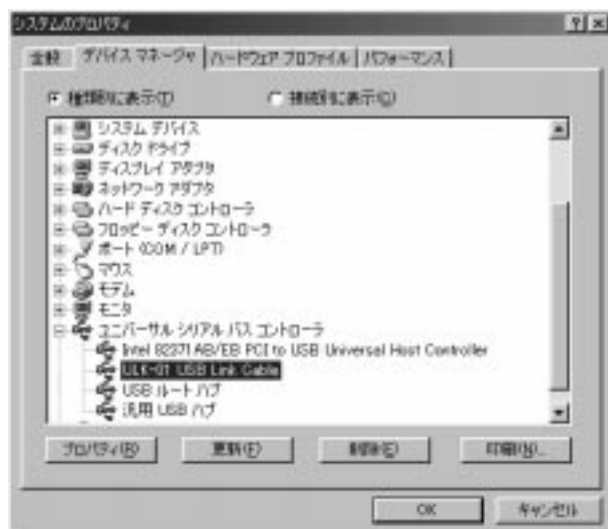 システムのプロパティ
全般 デバイス マネージャ ハードウェア プロファイル パフォーマンス
種類別に表示(T) 接続別に表示(C)
システム デバイス
ディスク ドライブ
ディスプレイ アダプタ
ネットワーク アダプタ
ハード ディスク コントローラ
フロッピー ディスク コントローラ
ポート (COM / LPT)
マウス
モデム
モニタ
ユニバーサル シリアル バス コントローラ
Intel 82371AB/EB PCI to USB Universal Host Controller
ULK-01 USB Link Cable
USB ルート ハブ
汎用 USB ハブ
プロパティ(R) 更新(F) 削除(E) 印刷(N)...
OK キャンセル